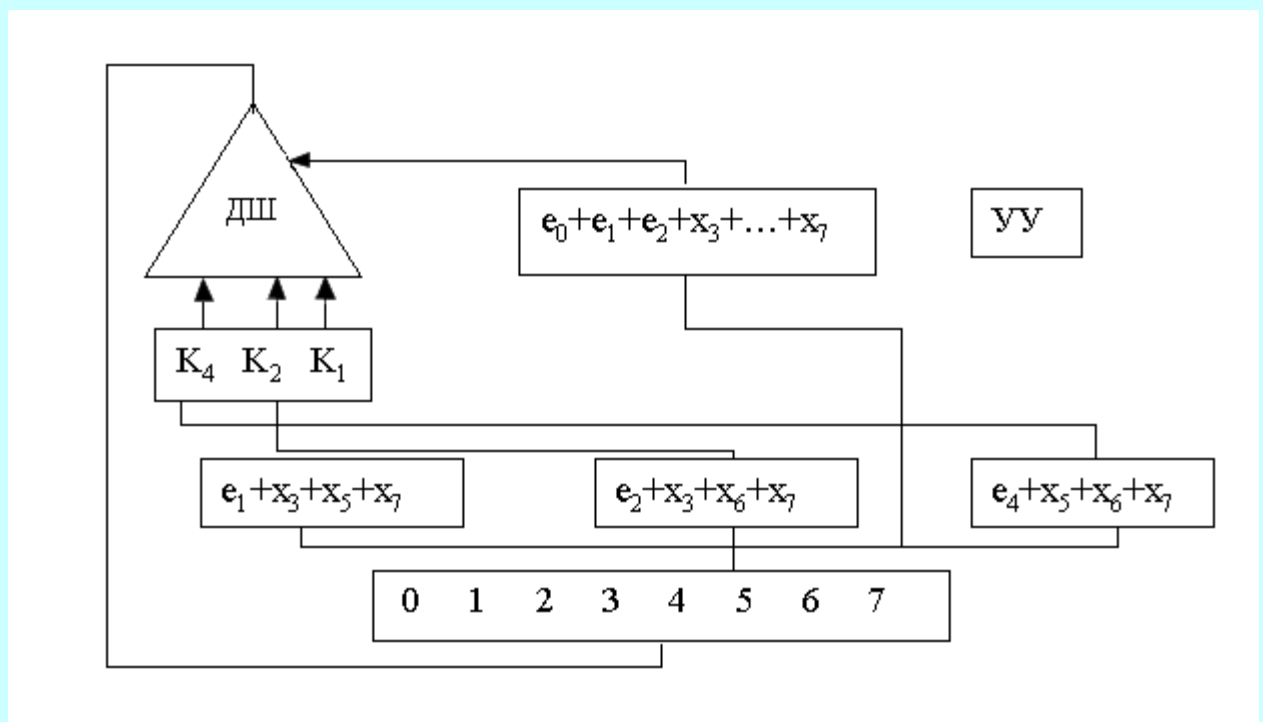 ДШ
e₀+e₁+e₂+x₃+...+x₇
УУ
K₄ K₂ K₁
e₁+x₃+x₅+x₇
e₂+x₃+x₆+x₇
e₄+x₅+x₆+x₇
0 1 2 3 4 5 6 7